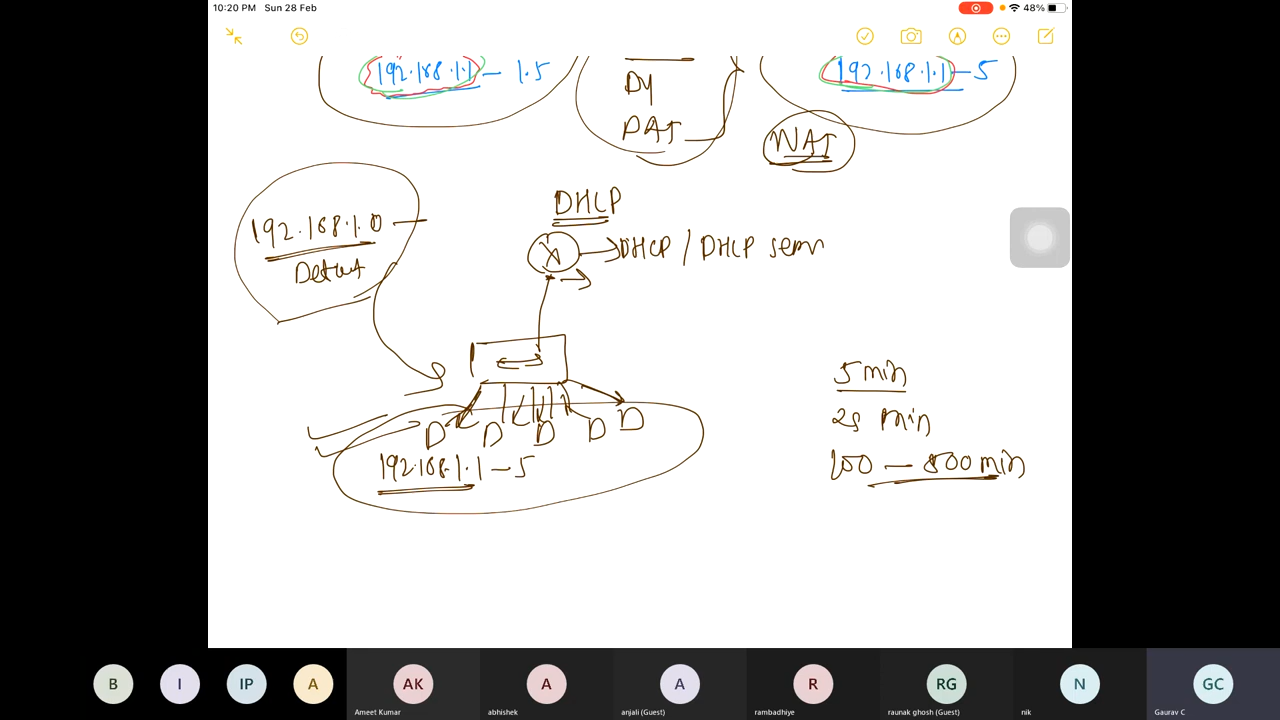 10:20 PM Sun 28 Feb
48%
192.168.1.1 - 1.5
192.168.1.1 - 5
DY
PAT
NAT
DHCP
192.168.1.0
DHCP / DHCP serv
5 min
25 min
100 - 800 min
D D D D D
192.168.1.1 - 5
B I IP A AK A A R RG N GC
Ameet Kumar abhishek anjali (Guest) rambadhiye raunak ghosh (Guest) nik Gaurav C